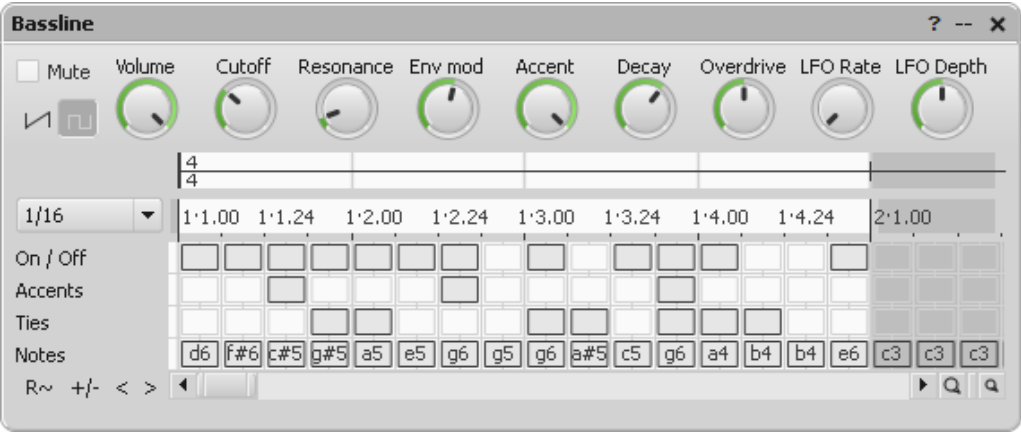 Bassline ? -- ×
Mute Volume Cutoff Resonance Env mod Accent Decay Overdrive LFO Rate LFO Depth
4
4
1/16 1·1.00 1·1.24 1·2.00 1·2.24 1·3.00 1·3.24 1·4.00 1·4.24 2·1.00
On / Off
Accents
Ties
Notes d6 f#6 c#5 g#5 a5 e5 g6 g5 g6 a#5 c5 g6 a4 b4 b4 e6 c3 c3 c3
R~ +/- < >